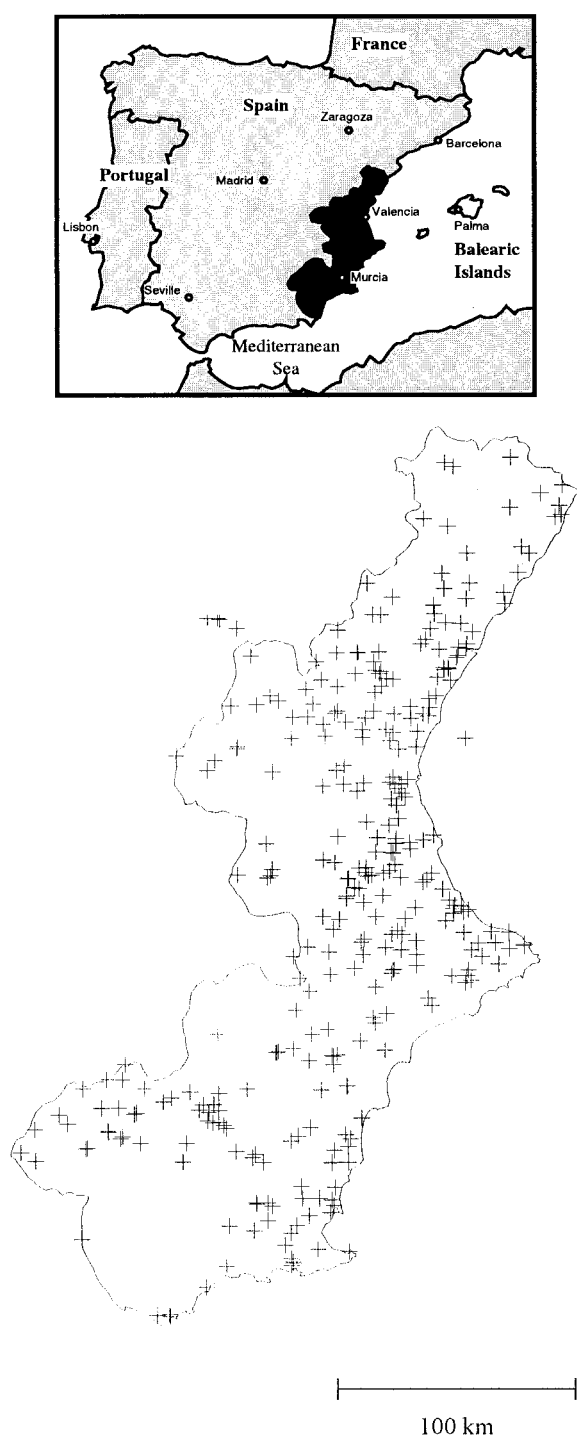 France
Spain
Zaragoza
Barcelona
Portugal
Madrid
Valencia
Lisbon
Palma
Balearic
Islands
Murcia
Seville
Mediterranean
Sea
100 km